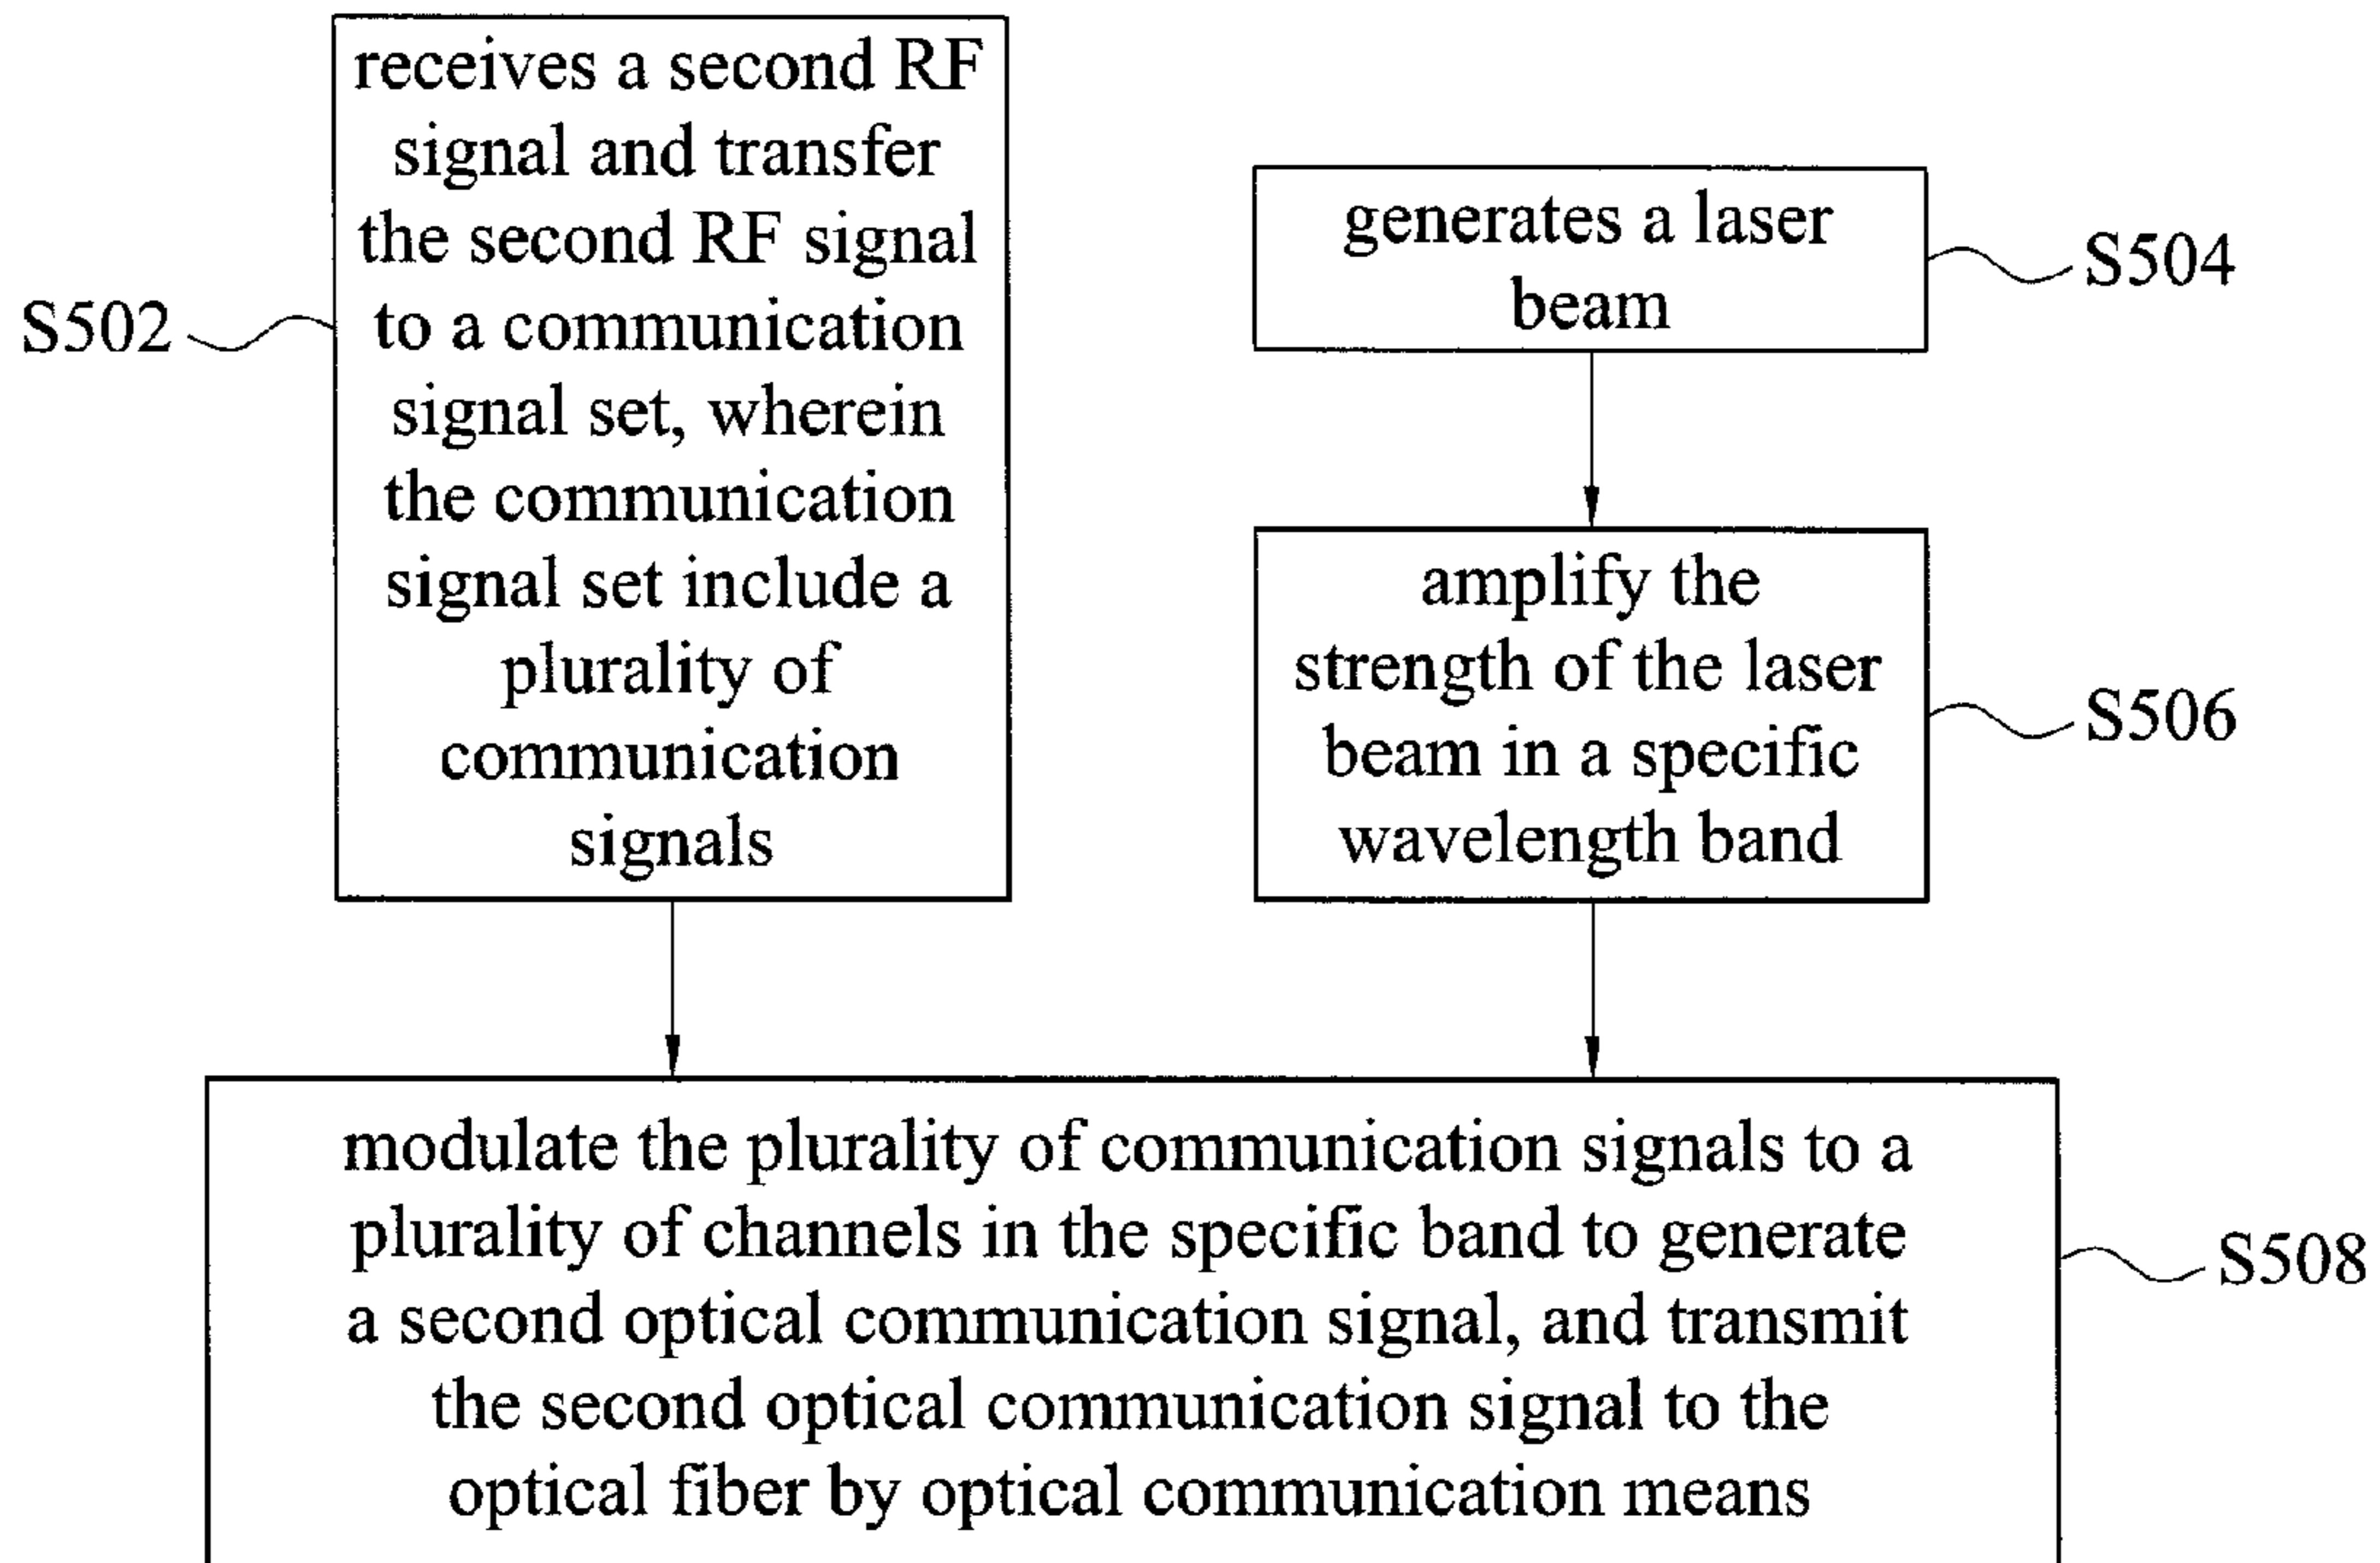 receives a second RF
signal and transfer
the second RF signal
to a communication
signal set, wherein
the communication
signal set include a
plurality of
communication
signals
S502
generates a laser
beam
S504
amplify the
strength of the laser
beam in a specific
wavelength band
S506
modulate the plurality of communication signals to a
plurality of channels in the specific band to generate
a second optical communication signal, and transmit
the second optical communication signal to the
optical fiber by optical communication means
S508